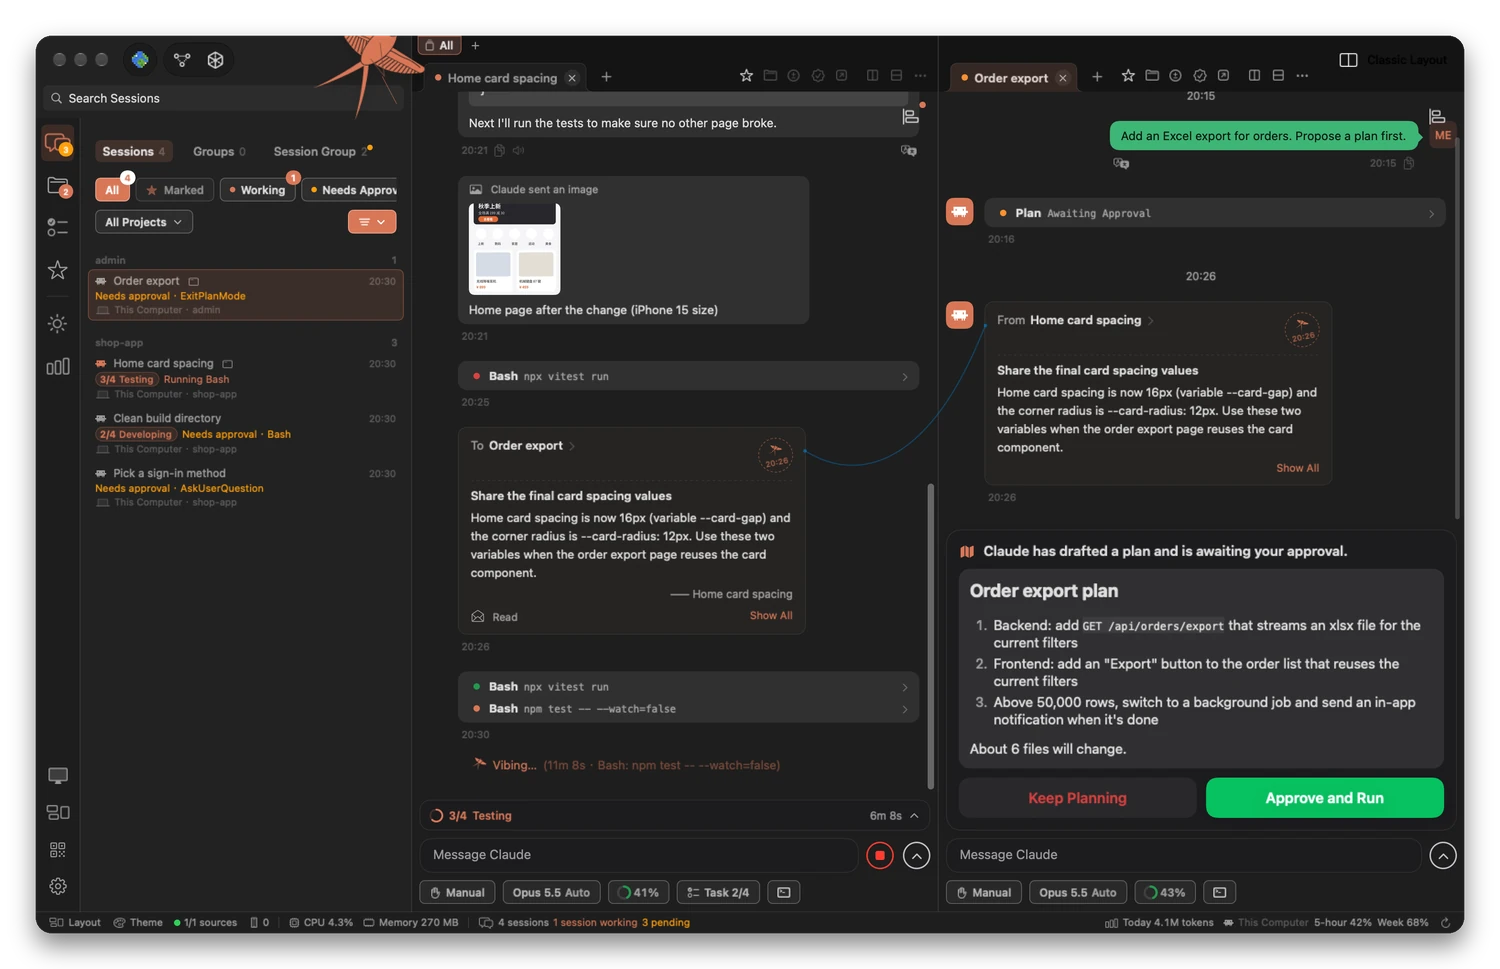 Search Sessions
3
2
Sessions 4
Groups 0
Session Group 2
All
4
Marked
Working
1
Needs Approv
All Projects
admin
1
Order export
20:30
Needs approval · ExitPlanMode
This Computer · admin
shop-app
3
Home card spacing
20:30
3/4 Testing Running Bash
This Computer · shop-app
Clean build directory
20:30
2/4 Developing Needs approval · Bash
This Computer · shop-app
Pick a sign-in method
20:30
Needs approval · AskUserQuestion
This Computer · shop-app
All
Home card spacing
Next I'll run the tests to make sure no other page broke.
20:21
Claude sent an image
秋季上新
Home page after the change (iPhone 15 size)
20:21
Bash npx vitest run
20:25
To Order export
20:26
Share the final card spacing values
Home card spacing is now 16px (variable --card-gap) and
the corner radius is --card-radius: 12px. Use these two
variables when the order export page reuses the card
component.
— Home card spacing
Read
Show All
20:26
Bash npx vitest run
Bash npm test -- --watch=false
20:30
Vibing... (11m 8s · Bash: npm test -- --watch=false)
3/4 Testing
6m 8s
Message Claude
Manual
Opus 5.5 Auto
41%
Task 2/4
Classic Layout
Order export
20:15
Add an Excel export for orders. Propose a plan first.
ME
20:15
Plan Awaiting Approval
20:16
20:26
From Home card spacing
20:26
Share the final card spacing values
Home card spacing is now 16px (variable --card-gap) and
the corner radius is --card-radius: 12px. Use these two
variables when the order export page reuses the card
component.
Show All
20:26
Claude has drafted a plan and is awaiting your approval.
Order export plan
1. Backend: add GET /api/orders/export that streams an xlsx file for the
current filters
2. Frontend: add an "Export" button to the order list that reuses the
current filters
3. Above 50,000 rows, switch to a background job and send an in-app
notification when it's done
About 6 files will change.
Keep Planning
Approve and Run
Message Claude
Manual
Opus 5.5 Auto
43%
Layout
Theme
1/1 sources
0
CPU 4.3%
Memory 270 MB
4 sessions 1 session working 3 pending
Today 4.1M tokens
This Computer 5-hour 42% Week 68%